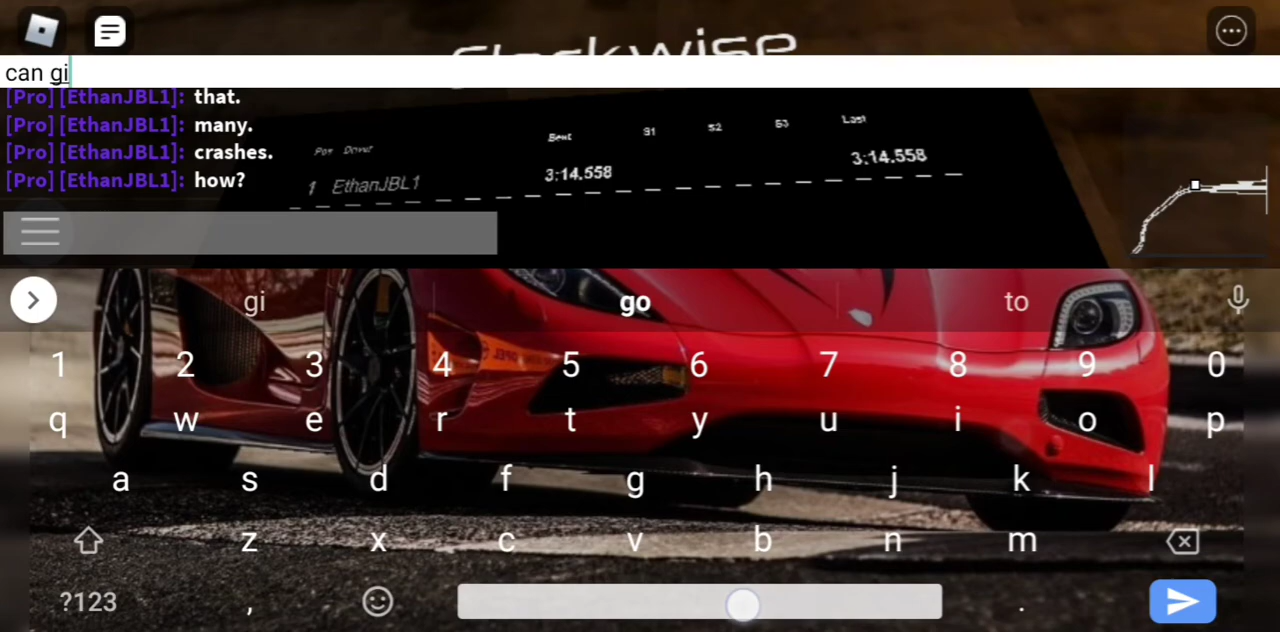 Clockwise
can gi
[Pro] [EthanJBL1]: that.
[Pro] [EthanJBL1]: many.
[Pro] [EthanJBL1]: crashes.
[Pro] [EthanJBL1]: how?
Pos Driver Best S1 S2 S3 Last
1 EthanJBL1 3:14.558 3:14.558
gi go to
1 2 3 4 5 6 7 8 9 0
q w e r t y u i o p
a s d f g h j k l
z x c v b n m
?123 , .